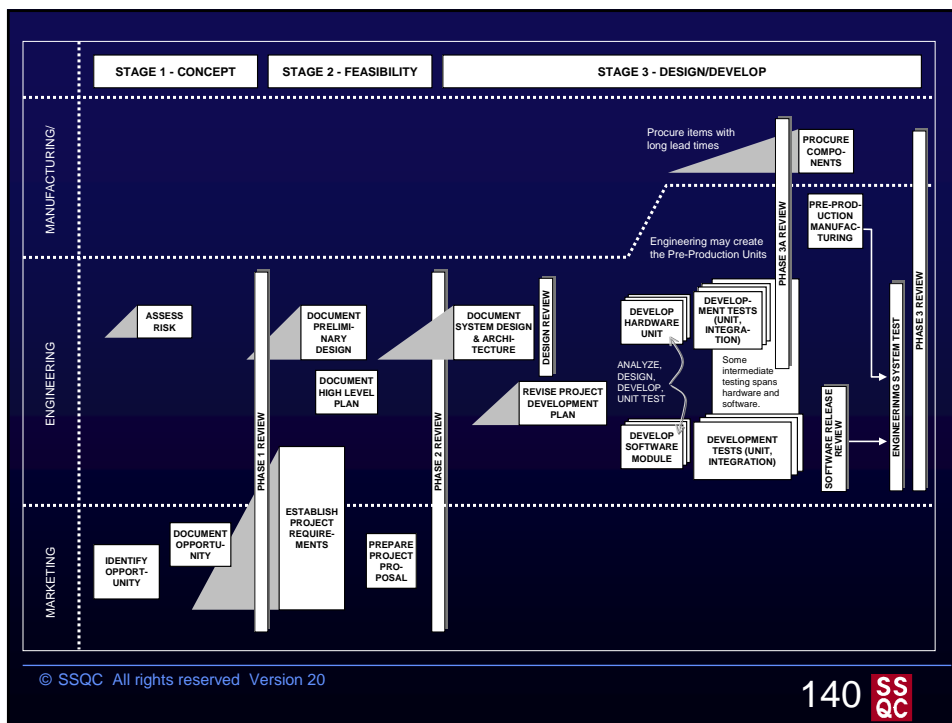 STAGE 1 - CONCEPT
STAGE 2 - FEASIBILITY
STAGE 3 - DESIGN/DEVELOP
MANUFACTURING/
Procure items with
long lead times
PHASE 3A REVIEW
PROCURE
COMPO-
NENTS
PHASE 3 REVIEW
PRE-PROD-
UCTION
MANUFAC-
TURING
Engineering may create
the Pre-Production Units
ENGINEERING
ASSESS
RISK
PHASE 1 REVIEW
DOCUMENT
PRELIMI-
NARY
DESIGN
DOCUMENT
HIGH LEVEL
PLAN
PHASE 2 REVIEW
DOCUMENT
SYSTEM DESIGN
& ARCHI-
TECTURE
DESIGN REVIEW
REVISE PROJECT
DEVELOPMENT
PLAN
DEVELOP
HARDWARE
UNIT
DEVELOP-
MENT TESTS
(UNIT,
INTEGRA-
TION)
ANALYZE,
DESIGN,
DEVELOP,
UNIT TEST
Some
intermediate
testing spans
hardware and
software.
DEVELOP
SOFTWARE
MODULE
DEVELOPMENT
TESTS (UNIT,
INTEGRATION)
SOFTWARE RELEASE
REVIEW
ENGINEERINMG SYSTEM TEST
MARKETING
IDENTIFY
OPPORT-
UNITY
DOCUMENT
OPPORTU-
NITY
ESTABLISH
PROJECT
REQUIRE-
MENTS
PREPARE
PROJECT
PRO-
POSAL
© SSQC All rights reserved Version 20
140
SS
QC